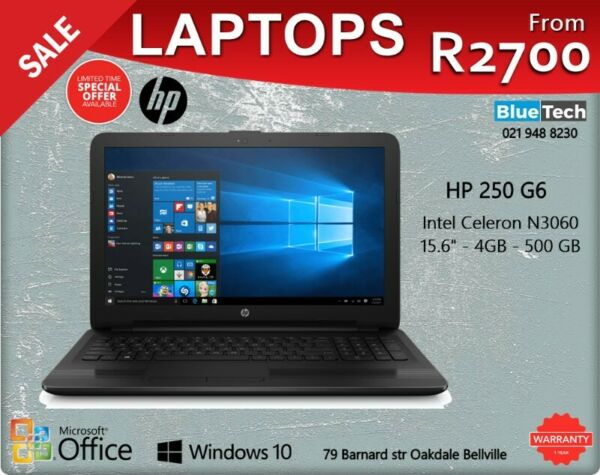 SALE
LAPTOPS
From
R2700
LIMITED TIME
SPECIAL
OFFER
AVAILABLE
hp
BlueTech
021 948 8230
HP 250 G6
Intel Celeron N3060
15.6" - 4GB - 500 GB
hp
Microsoft®
Office
Windows 10
79 Barnard str Oakdale Bellville
WARRANTY
1 YEAR